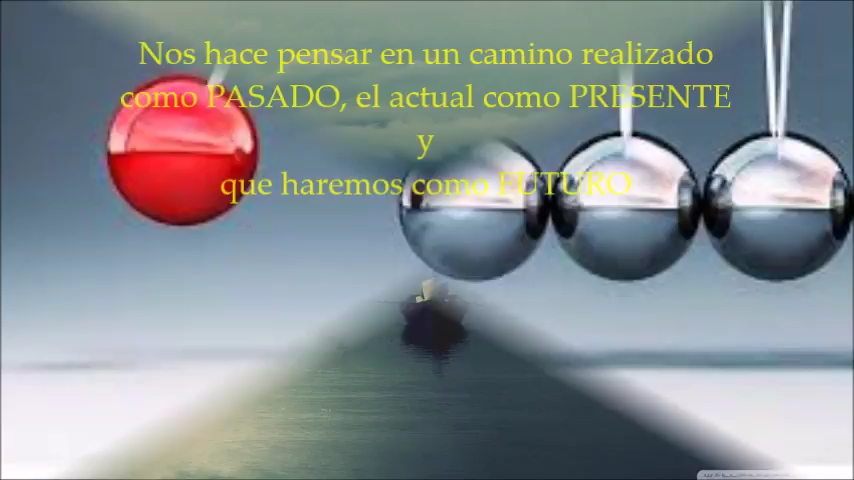 Nos hace pensar en un camino realizado
como PASADO, el actual como PRESENTE
y
que haremos como FUTURO